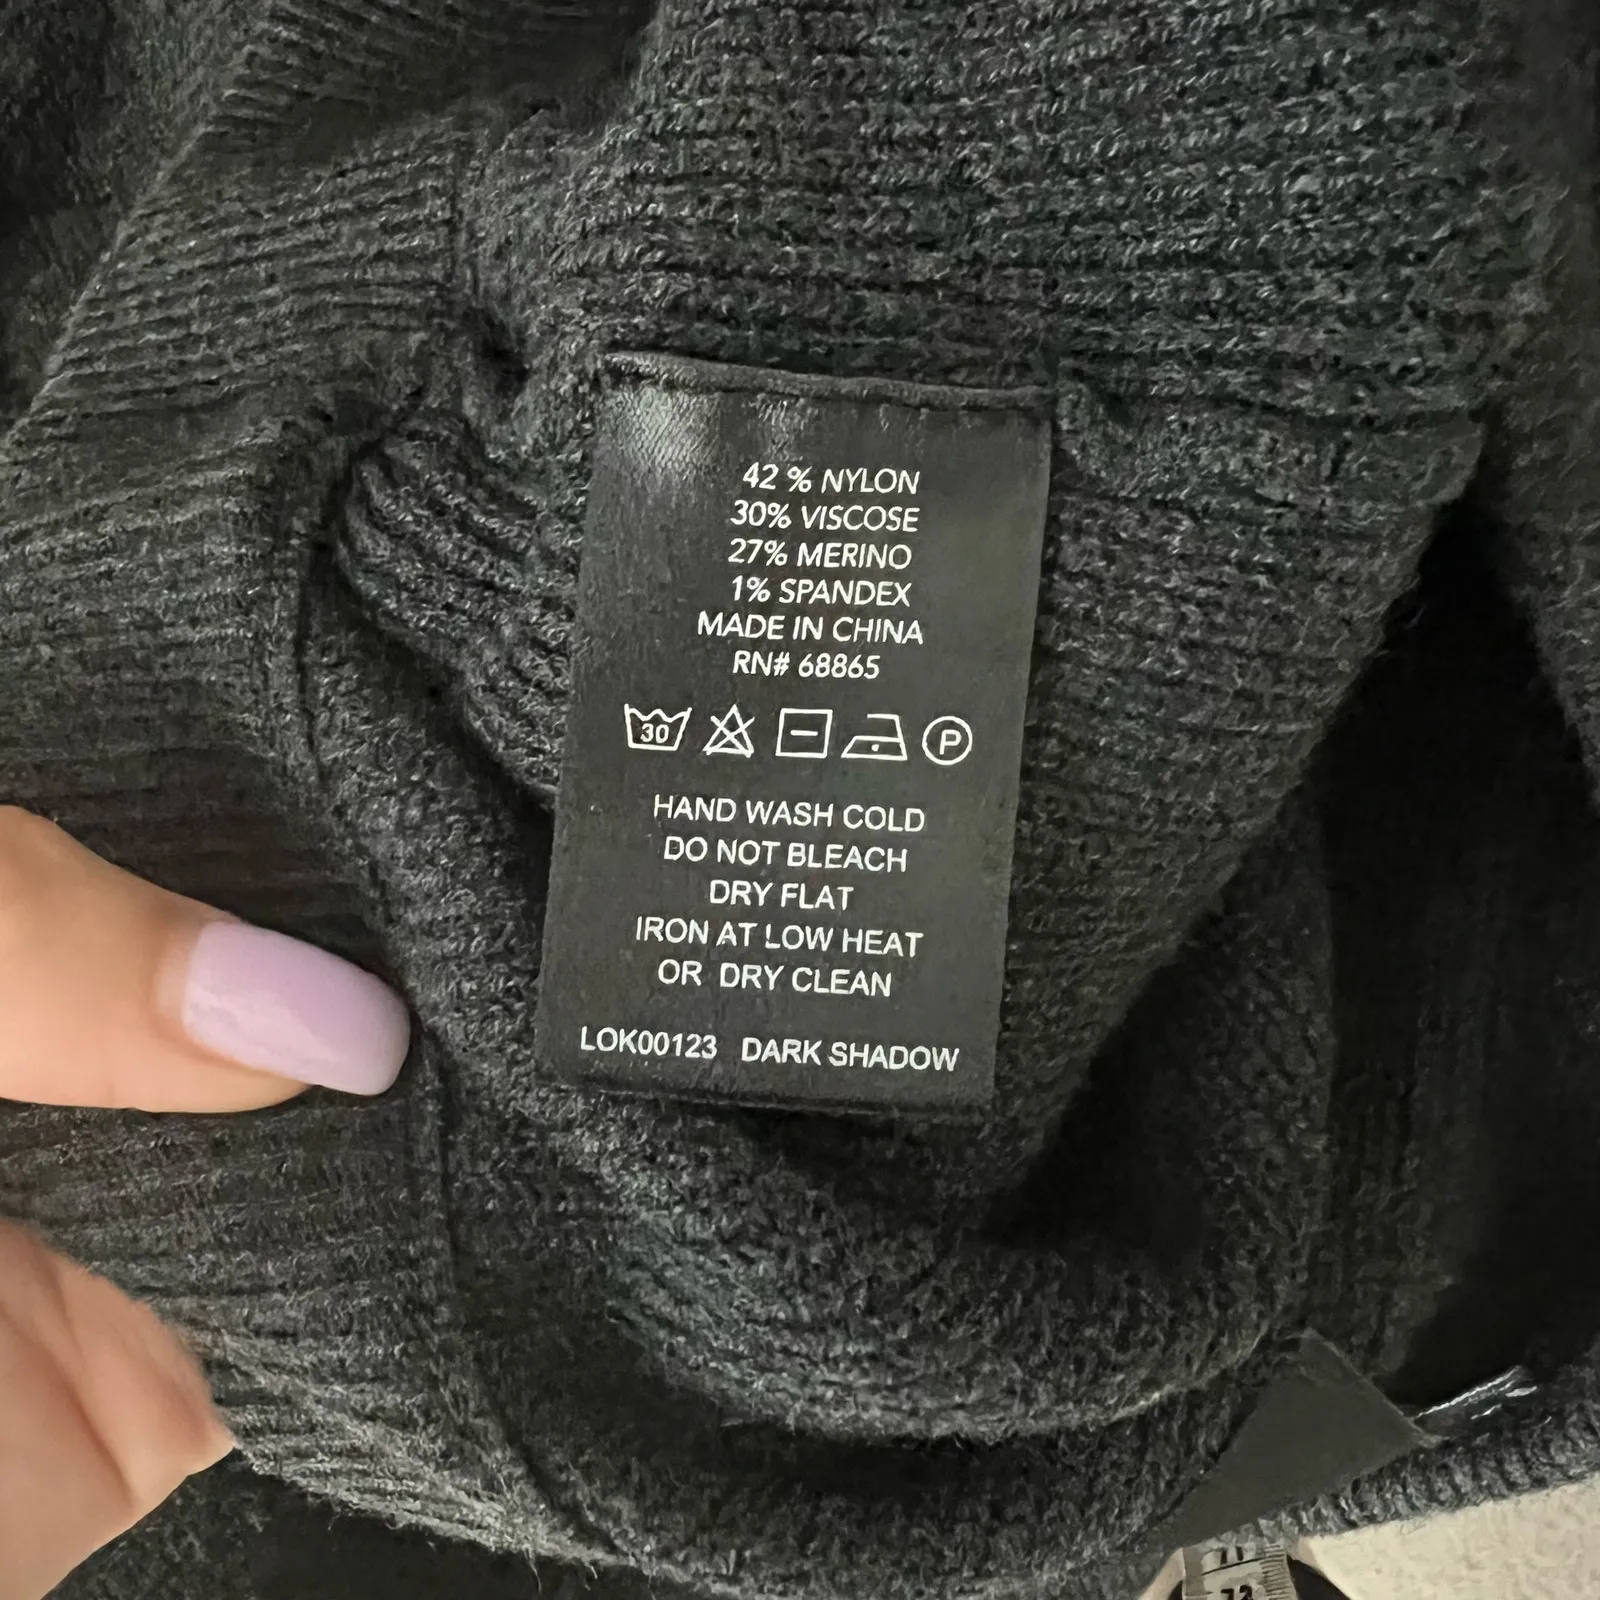 42 % NYLON
30% VISCOSE
27% MERINO
1% SPANDEX
MADE IN CHINA
RN# 68865
30 P
HAND WASH COLD
DO NOT BLEACH
DRY FLAT
IRON AT LOW HEAT
OR DRY CLEAN
LOK00123 DARK SHADOW